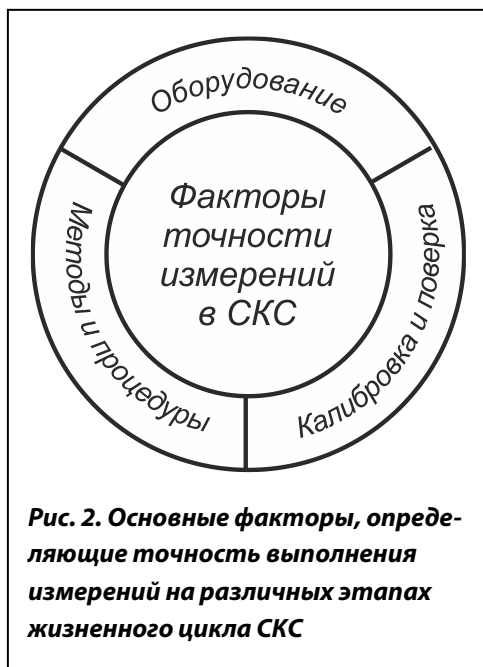 Оборудование
Методы и процедуры
Калибровка и поверка
Факторы
точности
измерений
в СКС
Рис. 2. Основные факторы, опреде-
ляющие точность выполнения
измерений на различных этапах
жизненного цикла СКС